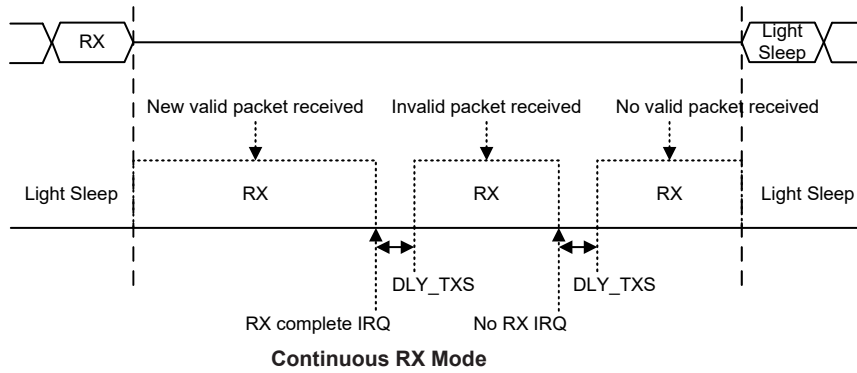 RX
Light
Sleep
New valid packet received
Invalid packet received
No valid packet received
Light Sleep
RX
RX
RX
Light Sleep
DLY_TXS
DLY_TXS
RX complete IRQ
No RX IRQ
Continuous RX Mode